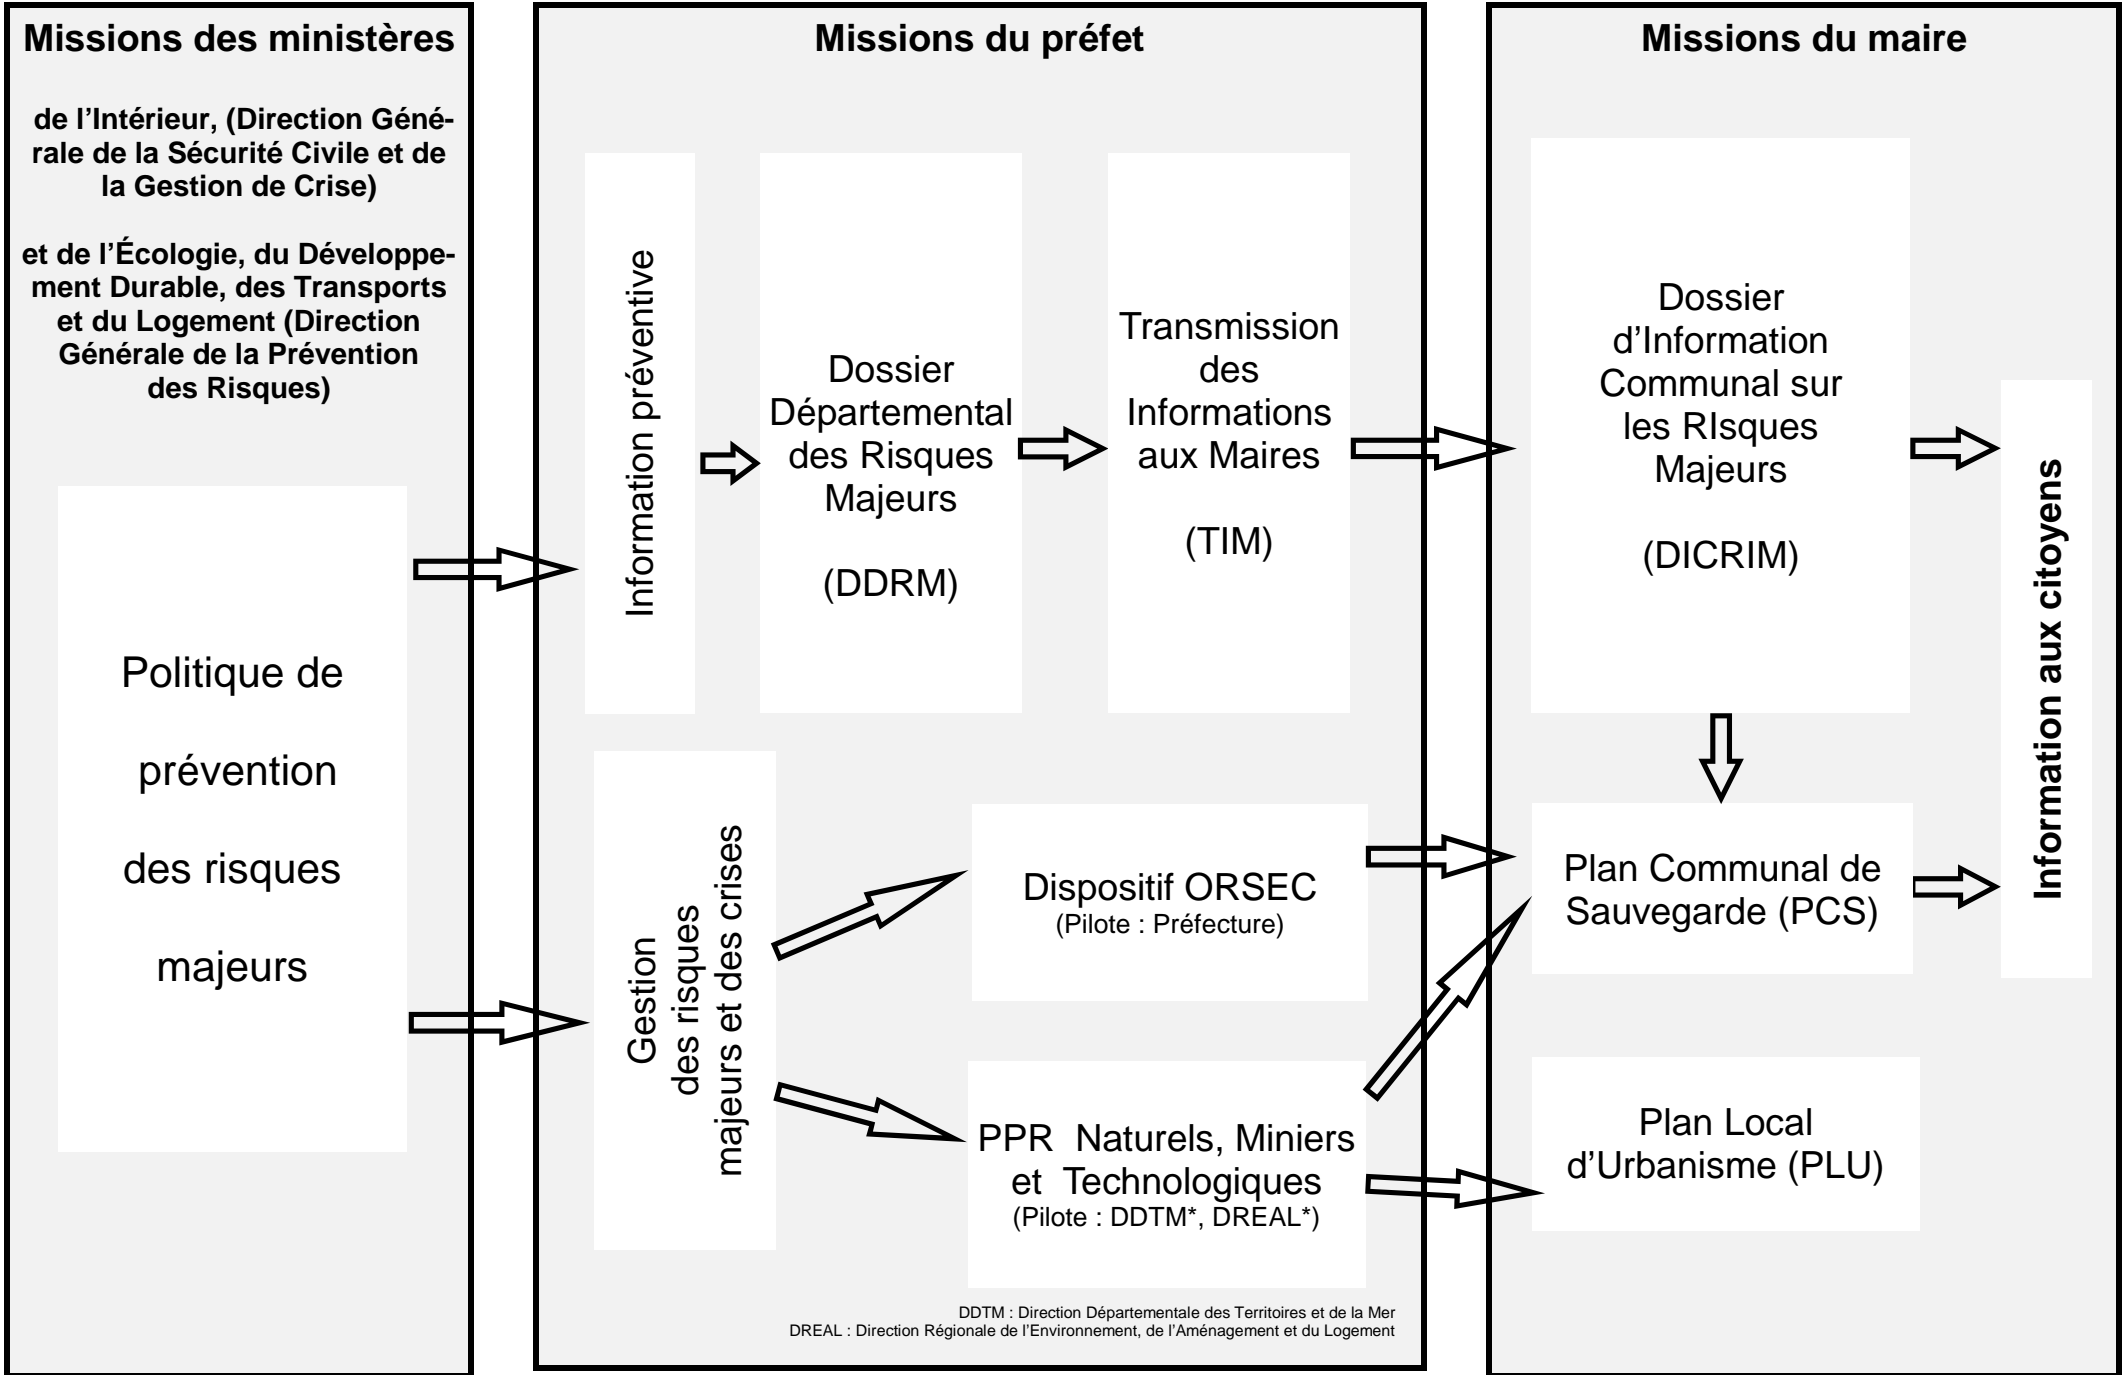 Missions des ministères
de l'Intérieur, (Direction Géné-
rale de la Sécurité Civile et de
la Gestion de Crise)
et de l'Écologie, du Développe-
ment Durable, des Transports
et du Logement (Direction
Générale de la Prévention
des Risques)
Politique de
prévention
des risques
majeurs
Missions du préfet
Information préventive
Dossier
Départemental
des Risques
Majeurs
(DDRM)
Transmission
des
Informations
aux Maires
(TIM)
Gestion
des risques
majeurs et des crises
Dispositif ORSEC
(Pilote : Préfecture)
PPR Naturels, Miniers
et Technologiques
(Pilote : DDTM*, DREAL*)
DDTM : Direction Départementale des Territoires et de la Mer
DREAL : Direction Régionale de l'Environnement, de l'Aménagement et du Logement
Missions du maire
Dossier
d'Information
Communal sur
les RIsques
Majeurs
(DICRIM)
Plan Communal de
Sauvegarde (PCS)
Plan Local
d'Urbanisme (PLU)
Information aux citoyens